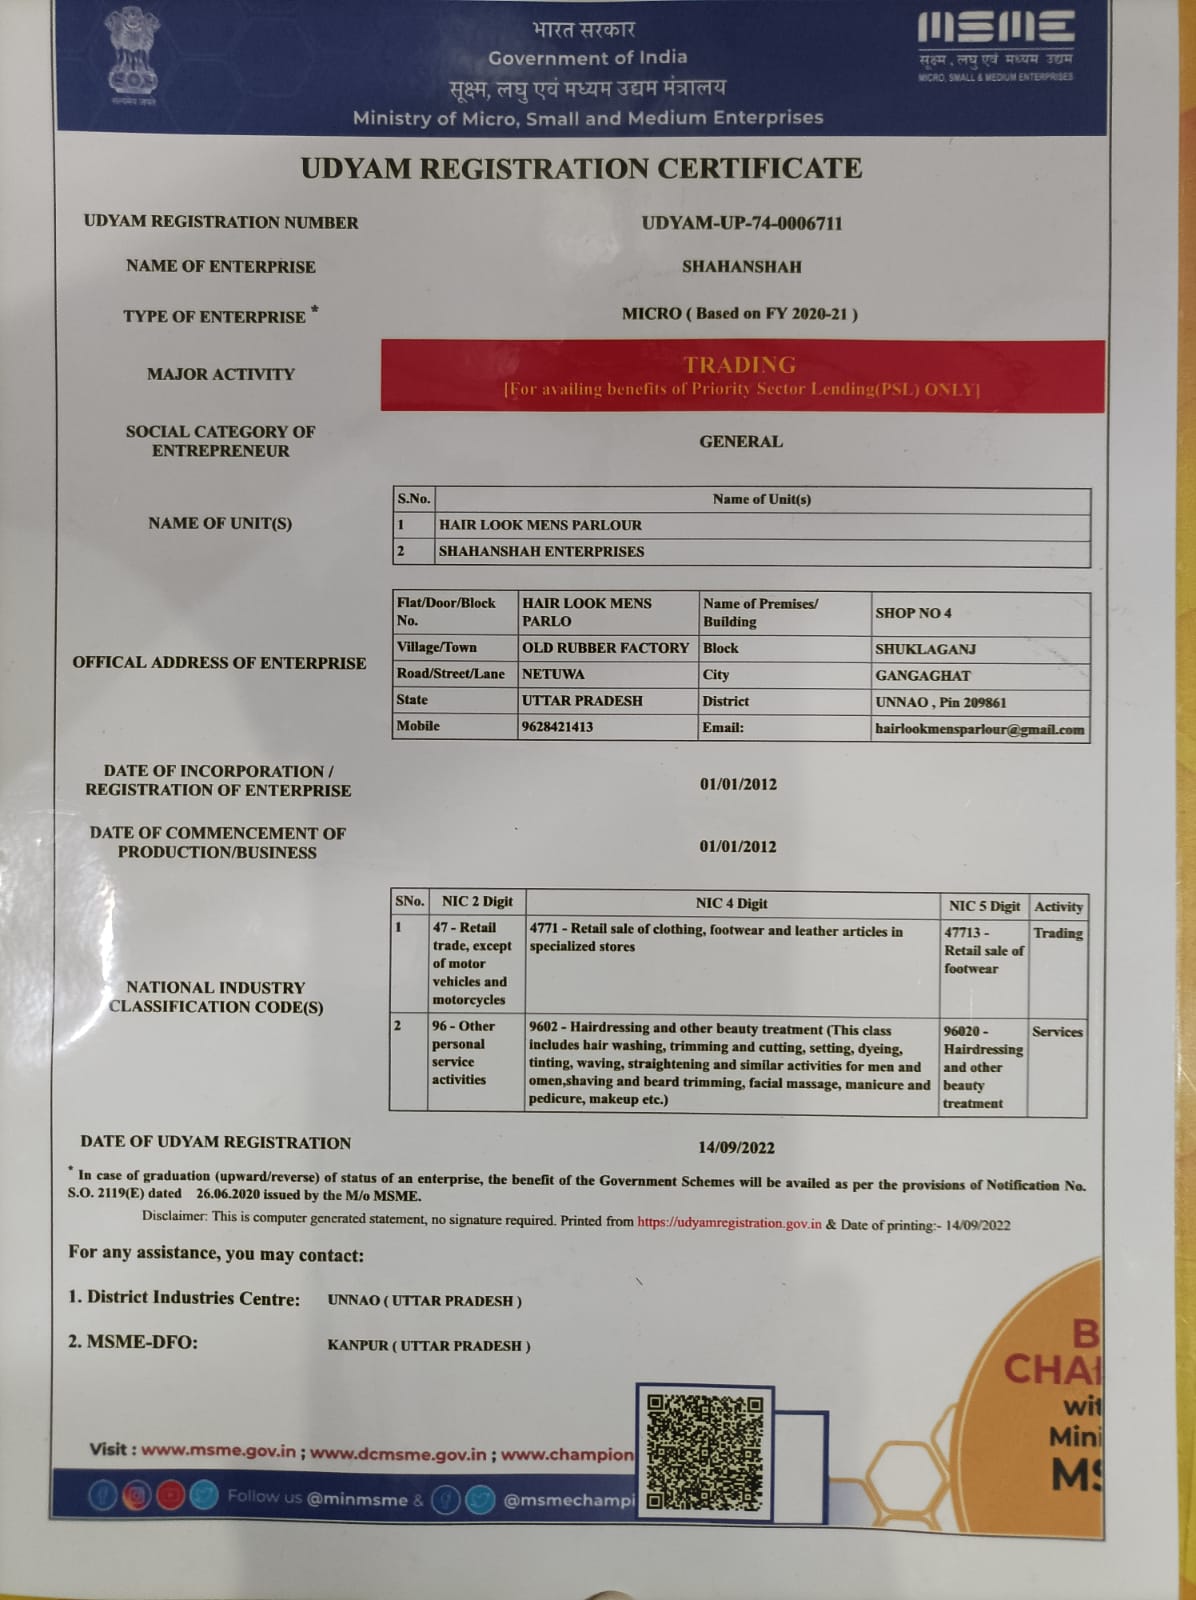 भारत सरकार
Government of India
सूक्ष्म, लघु एवं मध्यम उद्यम मंत्रालय
Ministry of Micro, Small and Medium Enterprises
सत्यमेव जयते
MSME
सूक्ष्म, लघु एवं मध्यम उद्यम
MICRO, SMALL & MEDIUM ENTERPRISES
UDYAM REGISTRATION CERTIFICATE
UDYAM REGISTRATION NUMBER UDYAM-UP-74-0006711
NAME OF ENTERPRISE SHAHANSHAH
TYPE OF ENTERPRISE * MICRO ( Based on FY 2020-21 )
MAJOR ACTIVITY
TRADING
[For availing benefits of Priority Sector Lending(PSL) ONLY]
SOCIAL CATEGORY OF
ENTREPRENEUR
GENERAL
NAME OF UNIT(S)
S.No. Name of Unit(s)
1 HAIR LOOK MENS PARLOUR
2 SHAHANSHAH ENTERPRISES
OFFICAL ADDRESS OF ENTERPRISE
Flat/Door/Block
No.
HAIR LOOK MENS
PARLO
Name of Premises/
Building
SHOP NO 4
Village/Town OLD RUBBER FACTORY Block SHUKLAGANJ
Road/Street/Lane NETUWA City GANGAGHAT
State UTTAR PRADESH District UNNAO , Pin 209861
Mobile 9628421413 Email: hairlookmensparlour@gmail.com
DATE OF INCORPORATION /
REGISTRATION OF ENTERPRISE
01/01/2012
DATE OF COMMENCEMENT OF
PRODUCTION/BUSINESS
01/01/2012
NATIONAL INDUSTRY
CLASSIFICATION CODE(S)
SNo. NIC 2 Digit NIC 4 Digit NIC 5 Digit Activity
1
47 - Retail
trade, except
of motor
vehicles and
motorcycles
4771 - Retail sale of clothing, footwear and leather articles in
specialized stores
47713 -
Retail sale of
footwear
Trading
2
96 - Other
personal
service
activities
9602 - Hairdressing and other beauty treatment (This class
includes hair washing, trimming and cutting, setting, dyeing,
tinting, waving, straightening and similar activities for men and
omen,shaving and beard trimming, facial massage, manicure and
pedicure, makeup etc.)
96020 -
Hairdressing
and other
beauty
treatment
Services
DATE OF UDYAM REGISTRATION 14/09/2022
* In case of graduation (upward/reverse) of status of an enterprise, the benefit of the Government Schemes will be availed as per the provisions of Notification No.
S.O. 2119(E) dated 26.06.2020 issued by the M/o MSME.
Disclaimer: This is computer generated statement, no signature required. Printed from https://udyamregistration.gov.in & Date of printing:- 14/09/2022
For any assistance, you may contact:
1. District Industries Centre: UNNAO ( UTTAR PRADESH )
2. MSME-DFO: KANPUR ( UTTAR PRADESH )
B
CHA
wit
Mini
MS
Visit : www.msme.gov.in ; www.dcmsme.gov.in ; www.champion
Follow us @minmsme & @msmechampi